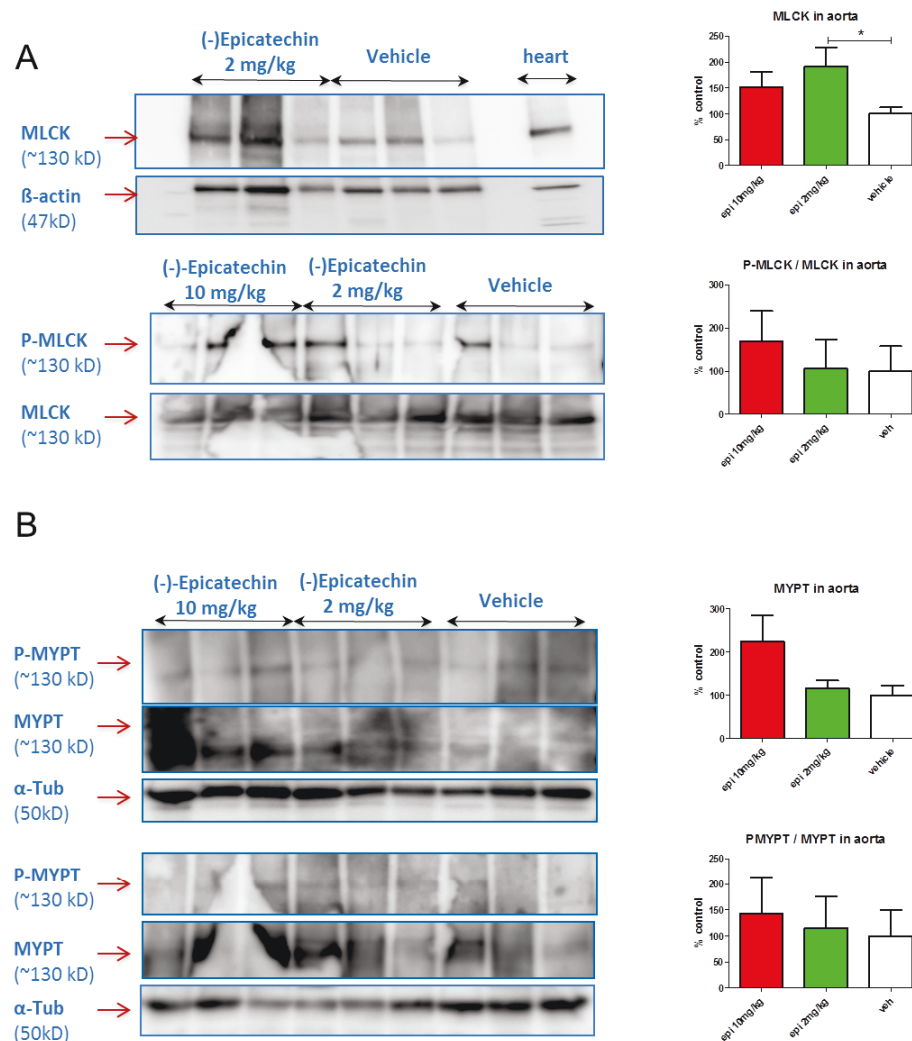 A
(-)Epicatechin
2 mg/kg
Vehicle
heart
MLCK
(~130 kD)
ß-actin
(47kD)
MLCK in aorta
% control
250
200
150
100
50
0
*
epi 10mg/kg
epi 2mg/kg
vehicle
(-)-Epicatechin
10 mg/kg
(-)Epicatechin
2 mg/kg
Vehicle
P-MLCK
(~130 kD)
MLCK
(~130 kD)
P-MLCK / MLCK in aorta
% control
300
200
100
0
epi 10mg/kg
epi 2mg/kg
veh
B
(-)-Epicatechin
10 mg/kg
(-)Epicatechin
2 mg/kg
Vehicle
P-MYPT
(~130 kD)
MYPT
(~130 kD)
α-Tub
(50kD)
MYPT in aorta
% control
300
200
100
0
epi 10mg/kg
epi 2mg/kg
vehicle
P-MYPT
(~130 kD)
MYPT
(~130 kD)
α-Tub
(50kD)
PMYPT / MYPT in aorta
% control
250
200
150
100
50
0
epi 10mg/kg
epi 2mg/kg
veh